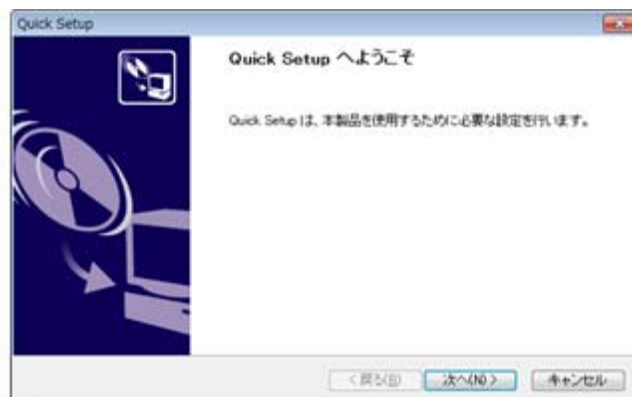 Quick Setup
Quick Setup へようこそ
Quick Setup は、本製品を使用するために必要な設定を行います。
< 戻る(B)
次へ(N) >
キャンセル